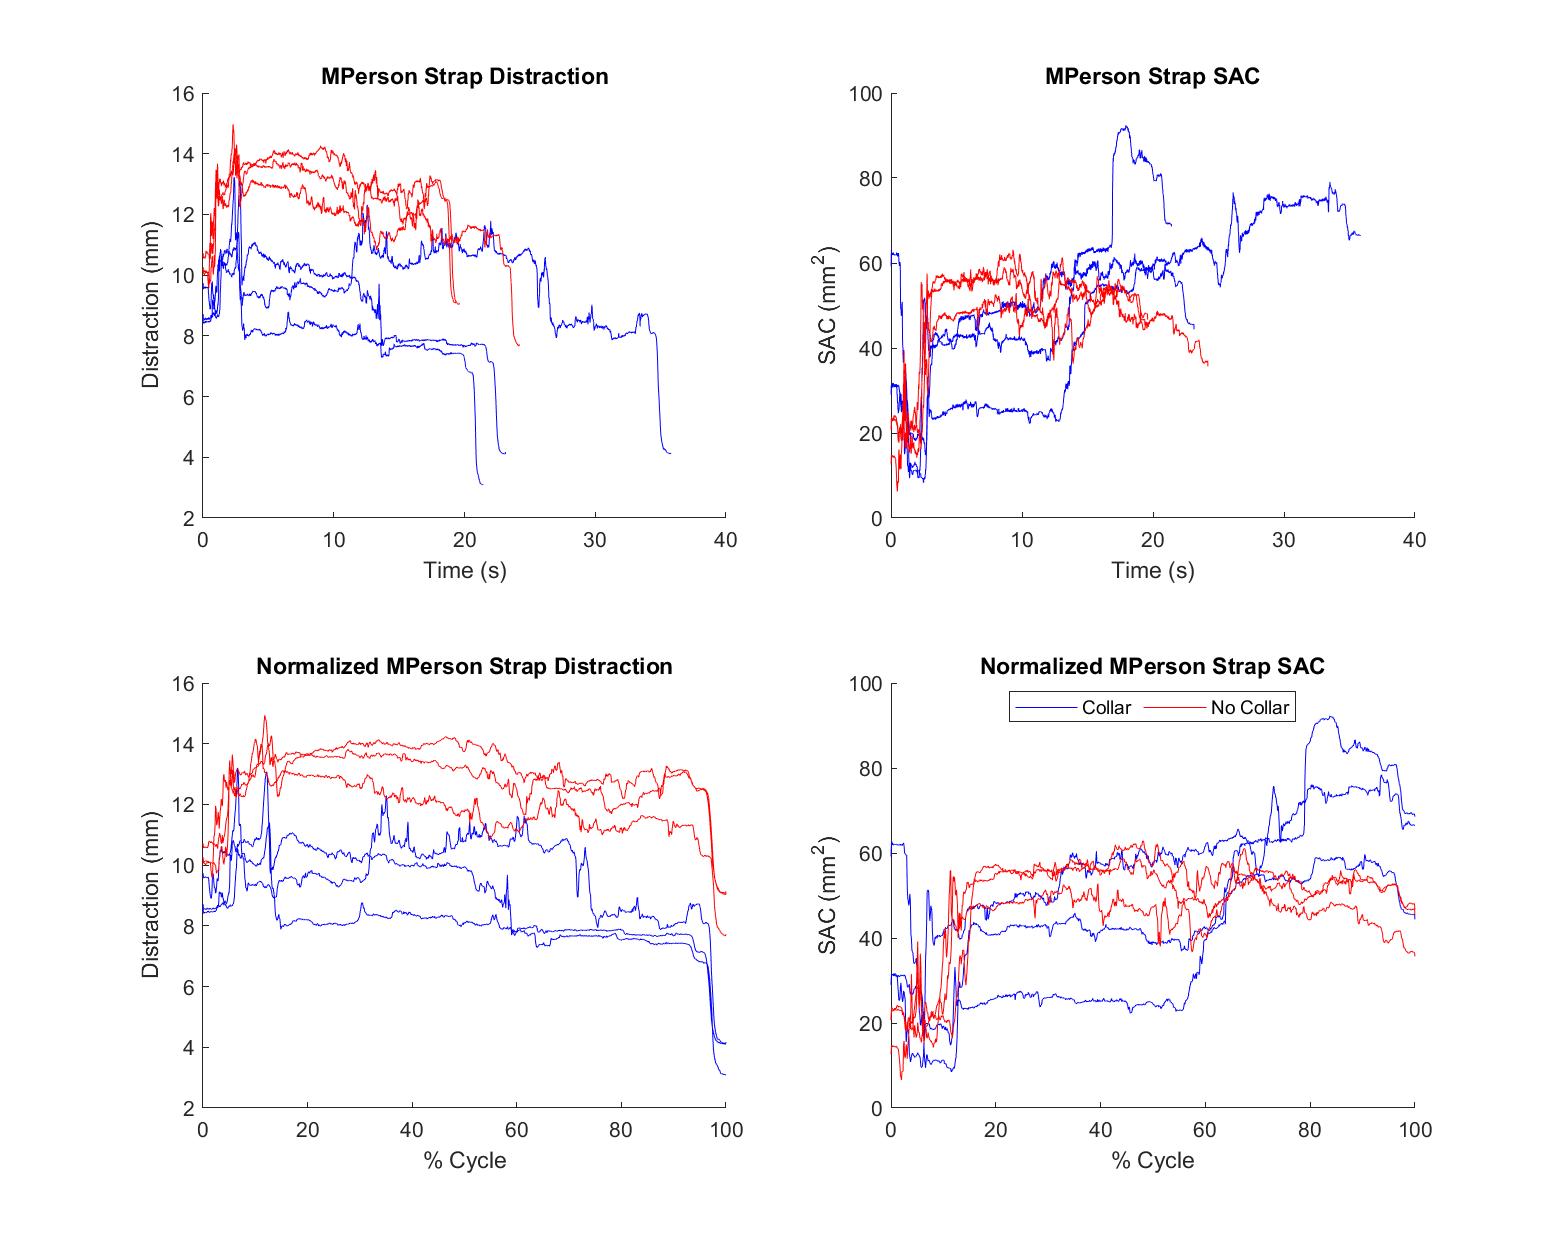 MPerson Strap Distraction
16
14
12
10
8
6
4
2
Distraction (mm)
0 10 20 30 40
Time (s)
MPerson Strap SAC
100
80
60
40
20
0
SAC (mm²)
0 10 20 30 40
Time (s)
Normalized MPerson Strap Distraction
16
14
12
10
8
6
4
2
Distraction (mm)
0 20 40 60 80 100
% Cycle
Normalized MPerson Strap SAC
Collar No Collar
100
80
60
40
20
0
SAC (mm²)
0 20 40 60 80 100
% Cycle